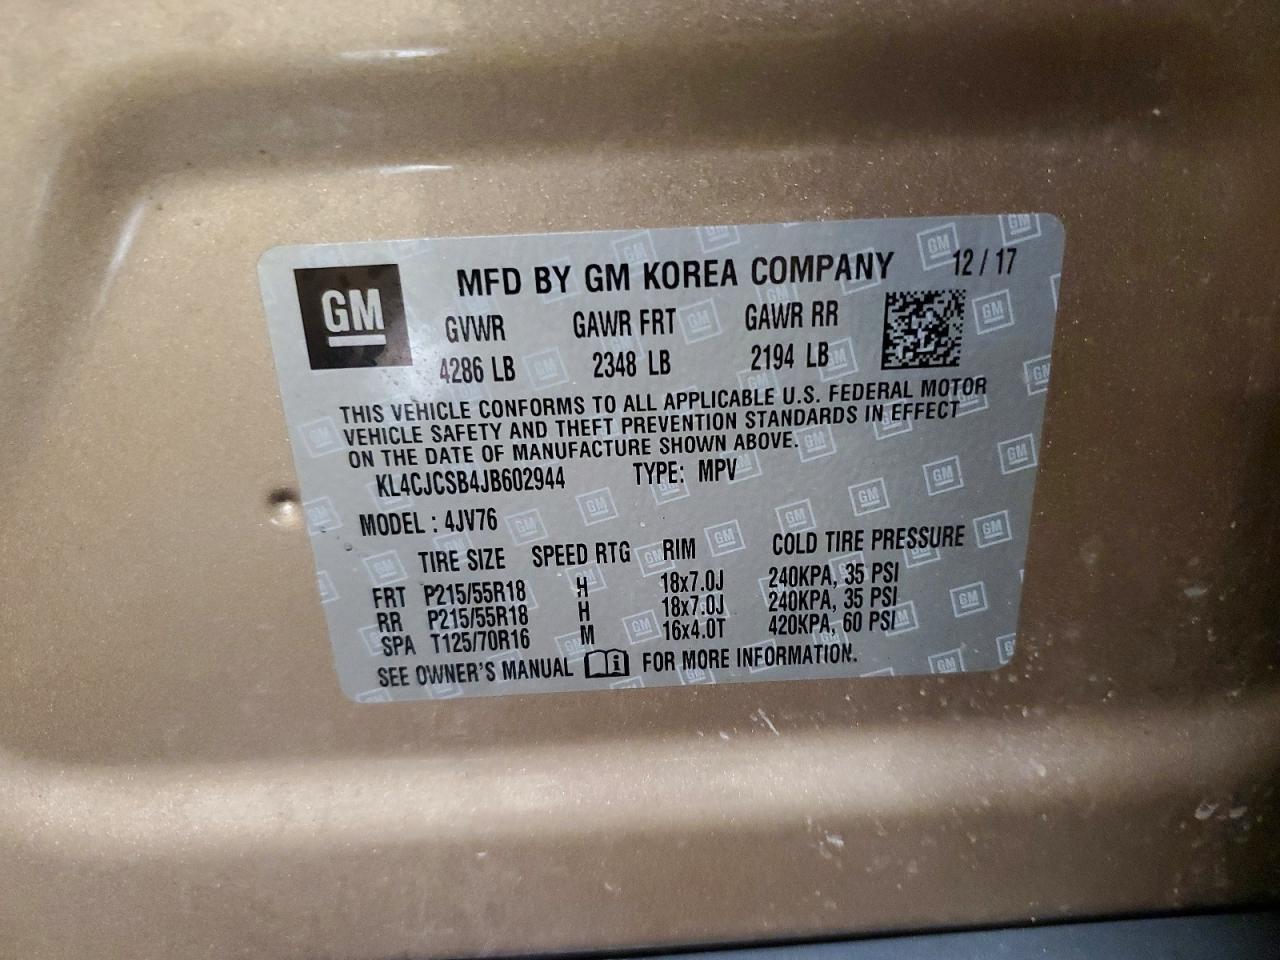 GM
MFD BY GM KOREA COMPANY 12 / 17
GVWR GAWR FRT GAWR RR
4286 LB 2348 LB 2194 LB
THIS VEHICLE CONFORMS TO ALL APPLICABLE U.S. FEDERAL MOTOR
VEHICLE SAFETY AND THEFT PREVENTION STANDARDS IN EFFECT
ON THE DATE OF MANUFACTURE SHOWN ABOVE.
KL4CJCSB4JB602944 TYPE: MPV
MODEL : 4JV76
TIRE SIZE SPEED RTG RIM COLD TIRE PRESSURE
FRT P215/55R18 H 18x7.0J 240KPA, 35 PSI
RR P215/55R18 H 18x7.0J 240KPA, 35 PSI
SPA T125/70R16 M 16x4.0T 420KPA, 60 PSI
SEE OWNER'S MANUAL FOR MORE INFORMATION.